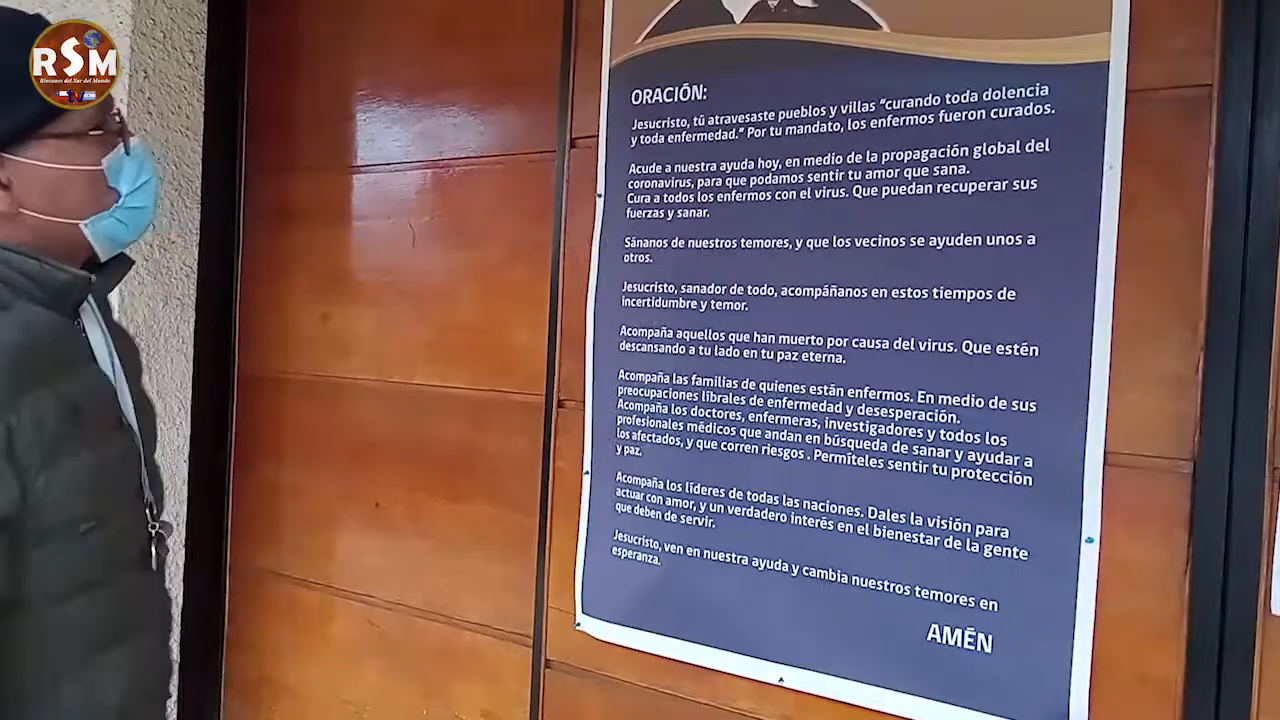 RSM
Rincones del Sur del Mundo
tv
ORACIÓN:
Jesucristo, tú atravesaste pueblos y villas “curando toda dolencia
y toda enfermedad.” Por tu mandato, los enfermos fueron curados.
Acude a nuestra ayuda hoy, en medio de la propagación global del
coronavirus, para que podamos sentir tu amor que sana.
Cura a todos los enfermos con el virus. Que puedan recuperar sus
fuerzas y sanar.
Sánanos de nuestros temores, y que los vecinos se ayuden unos a
otros.
Jesucristo, sanador de todo, acompáñanos en estos tiempos de
incertidumbre y temor.
Acompaña aquellos que han muerto por causa del virus. Que estén
descansando a tu lado en tu paz eterna.
Acompaña las familias de quienes están enfermos. En medio de sus
preocupaciones librales de enfermedad y desesperación.
Acompaña los doctores, enfermeras, investigadores y todos los
profesionales médicos que andan en búsqueda de sanar y ayudar a
los afectados, y que corren riesgos . Permíteles sentir tu protección
y paz.
Acompaña los líderes de todas las naciones. Dales la visión para
actuar con amor, y un verdadero interés en el bienestar de la gente
que deben de servir.
Jesucristo, ven en nuestra ayuda y cambia nuestros temores en
esperanza.
AMÉN